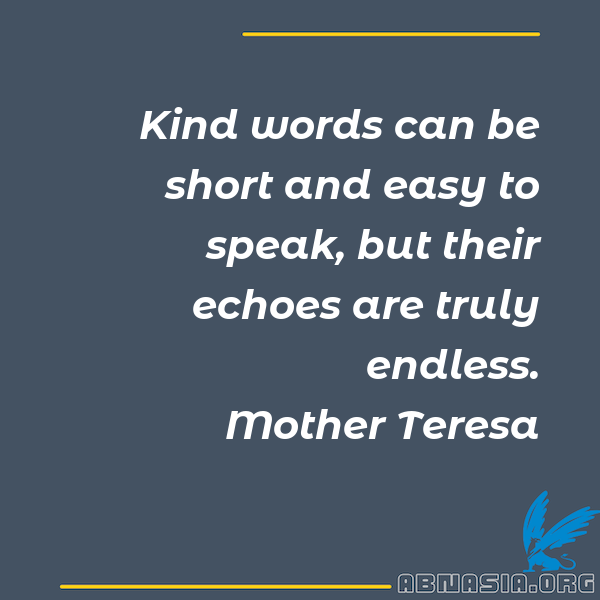 Kind words can be
short and easy to
speak, but their
echoes are truly
endless.
Mother Teresa
ABNASIA.ORG